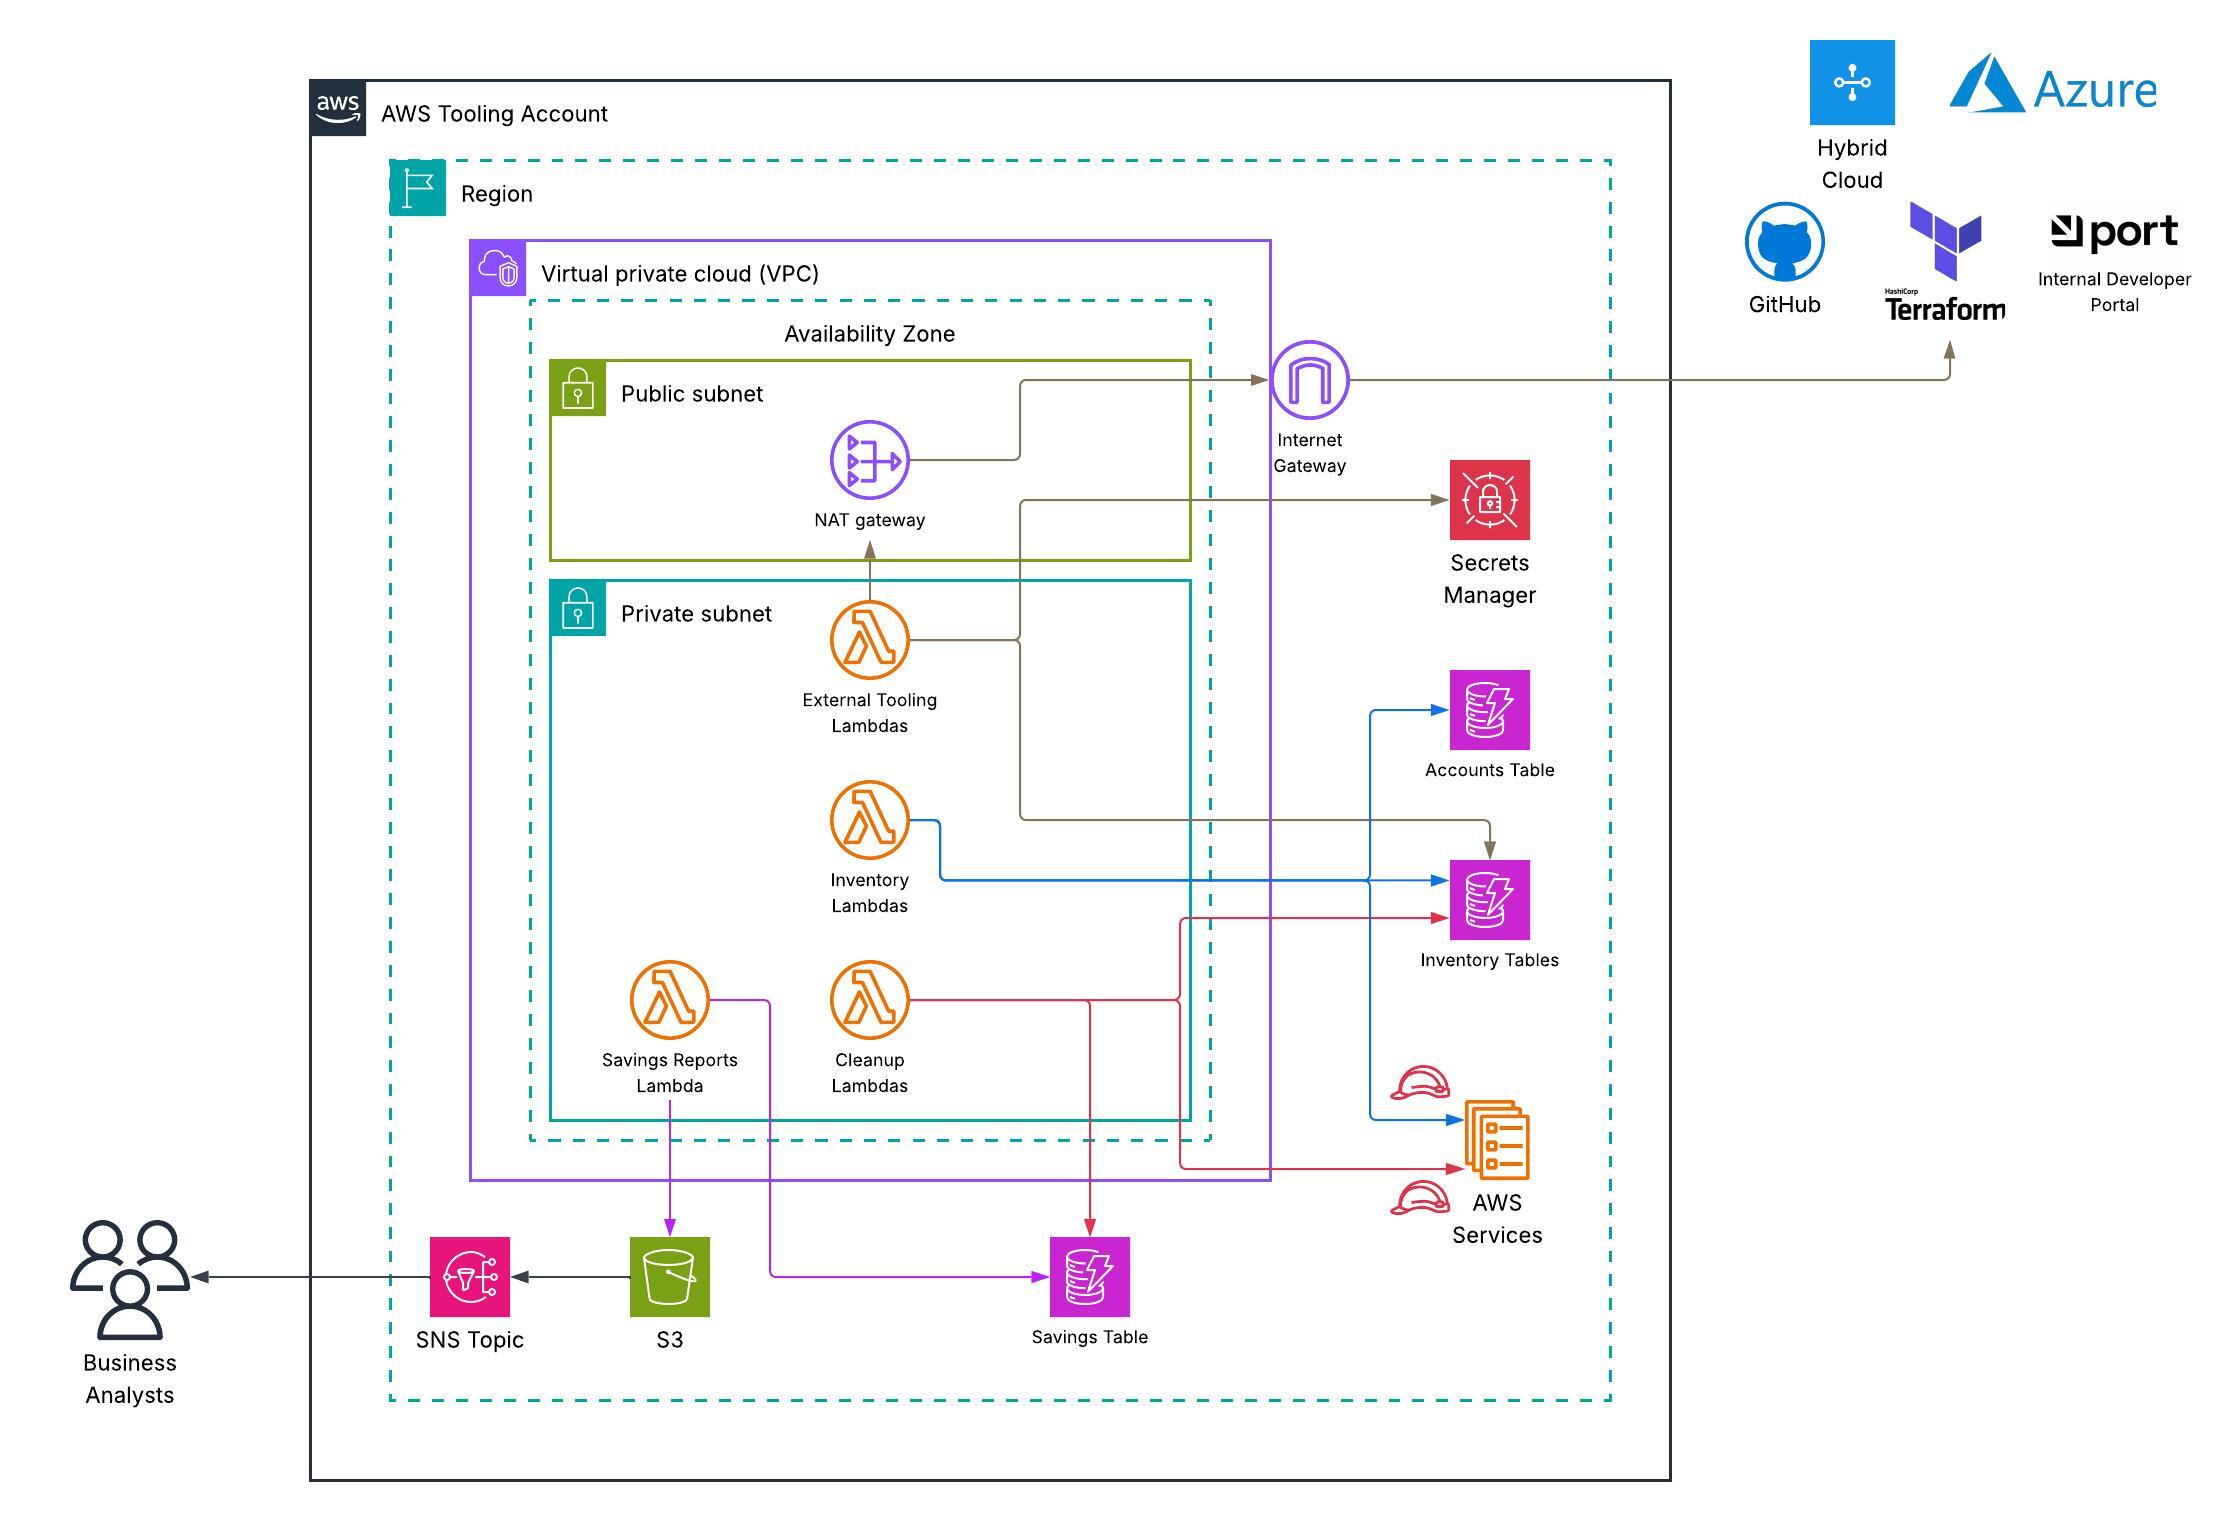 aws
AWS Tooling Account
Region
Virtual private cloud (VPC)
Availability Zone
Public subnet
NAT gateway
Private subnet
External Tooling
Lambdas
Inventory
Lambdas
Savings Reports
Lambda
Cleanup
Lambdas
Internet
Gateway
Secrets
Manager
Accounts Table
Inventory Tables
AWS
Services
Savings Table
S3
SNS Topic
Business
Analysts
Hybrid
Cloud
Azure
GitHub
HashiCorp
Terraform
port
Internal Developer
Portal